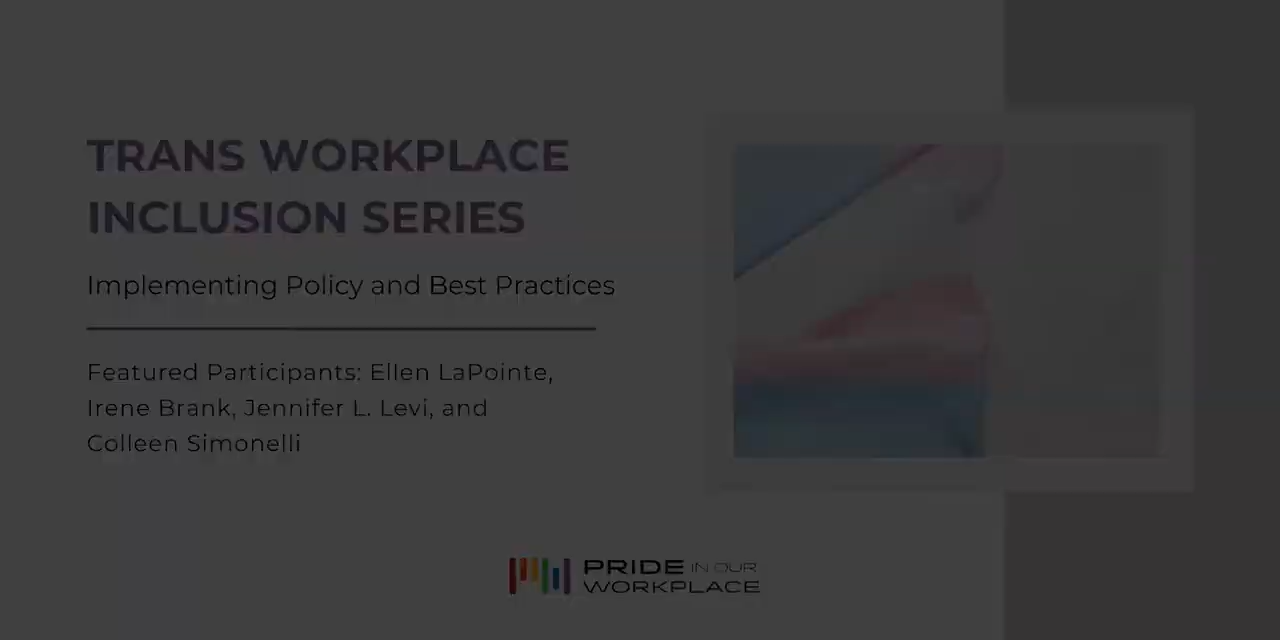 TRANS WORKPLACE
INCLUSION SERIES
Implementing Policy and Best Practices
Featured Participants: Ellen LaPointe,
Irene Brank, Jennifer L. Levi, and
Colleen Simonelli
PRIDE IN OUR
WORKPLACE